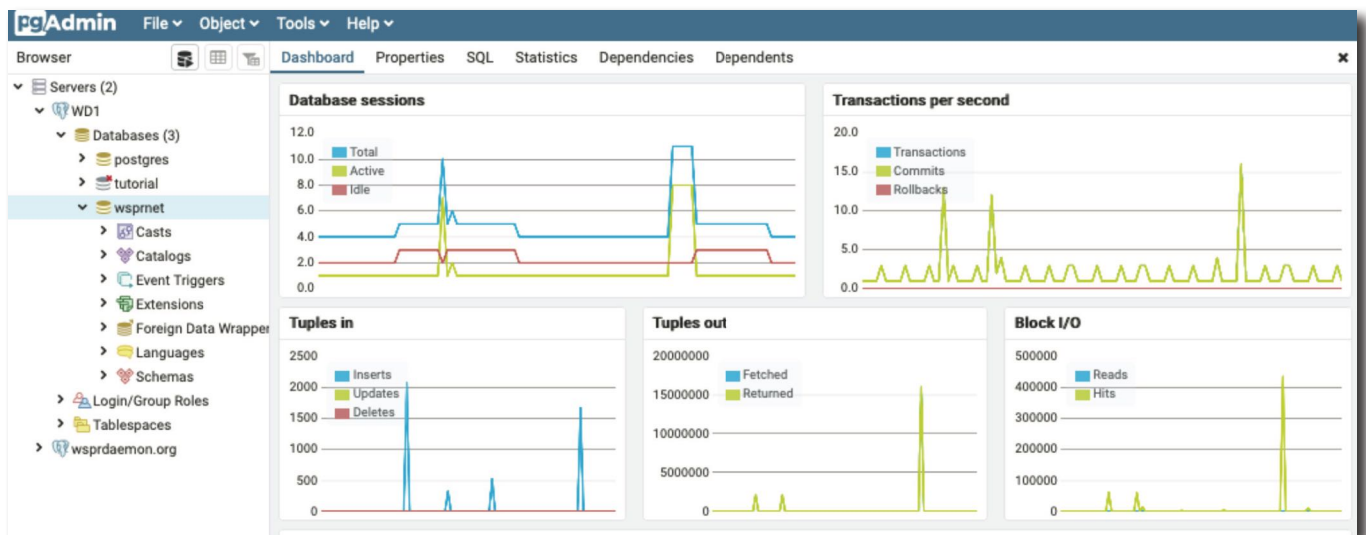 pgAdmin File Object Tools Help
Browser
Dashboard Properties SQL Statistics Dependencies Dependents
Servers (2)
WD1
Databases (3)
postgres
tutorial
wsprnet
Casts
Catalogs
Event Triggers
Extensions
Foreign Data Wrapper
Languages
Schemas
Login/Group Roles
Tablespaces
wsprdaemon.org
Database sessions
12.0
10.0
8.0
6.0
4.0
2.0
0.0
Total
Active
Idle
Transactions per second
20.0
15.0
10.0
5.0
0.0
Transactions
Commits
Rollbacks
Tuples in
2500
2000
1500
1000
500
0
Inserts
Updates
Deletes
Tuples out
20000000
15000000
10000000
5000000
0
Fetched
Returned
Block I/O
500000
400000
300000
200000
100000
0
Reads
Hits